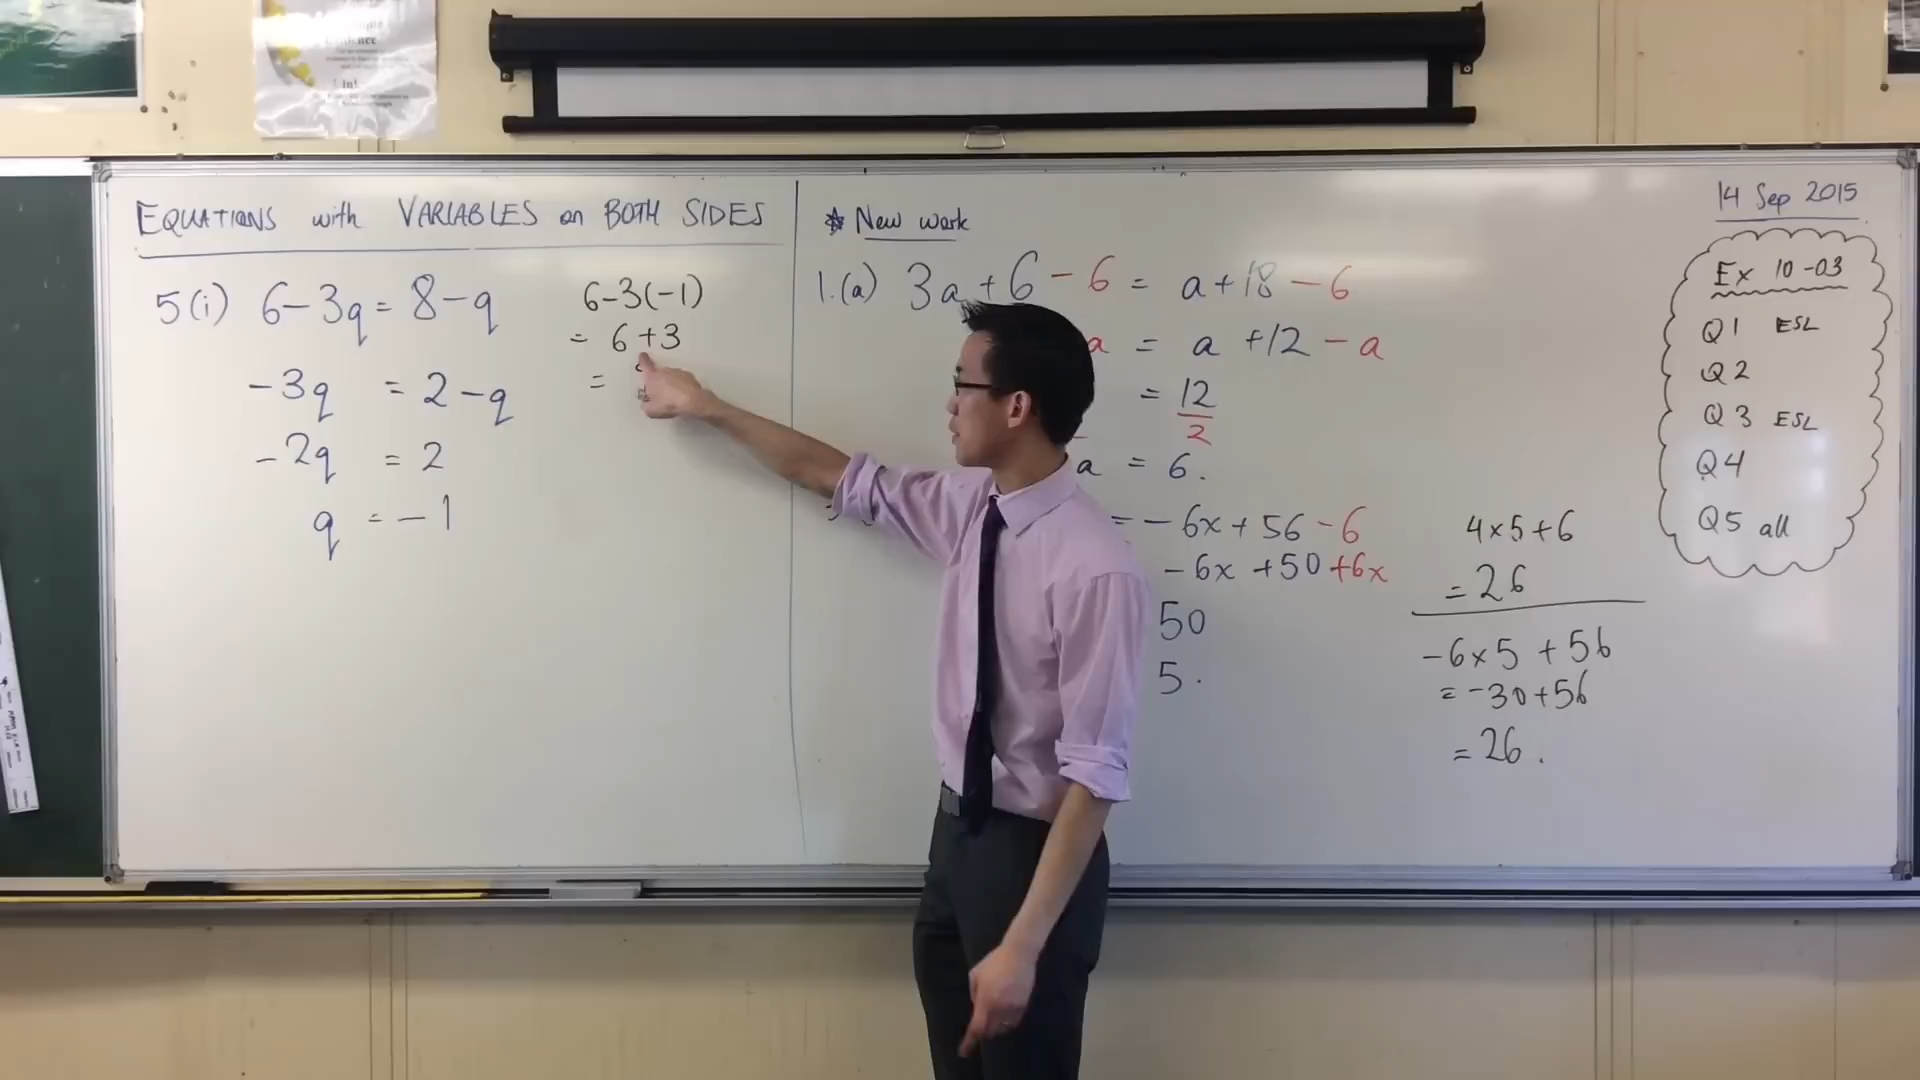 EQUATIONS with VARIABLES on BOTH SIDES
5(i) 6-3q = 8-q
-3q = 2-q
-2q = 2
q = -1
6-3(-1)
= 6+3
=
* New work
1.(a) 3a+6-6 = a+18-6
a = a+12-a
= 12
2
a = 6.
= -6x+56-6
-6x+50+6x
50
5.
4×5+6
= 26
-6×5+56
= -30+56
= 26.
14 Sep 2015
Ex 10-03
Q1 ESL
Q2
Q3 ESL
Q4
Q5 all